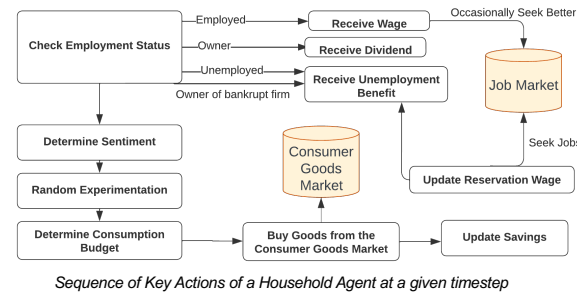 Employed
Receive Wage
Occasionally Seek Better
Check Employment Status
Owner
Receive Dividend
Unemployed
Owner of bankrupt firm
Receive Unemployment
Benefit
Job Market
Determine Sentiment
Consumer
Goods
Market
Seek Jobs
Random Experimentation
Update Reservation Wage
Determine Consumption
Budget
Buy Goods from the
Consumer Goods Market
Update Savings
Sequence of Key Actions of a Household Agent at a given timestep